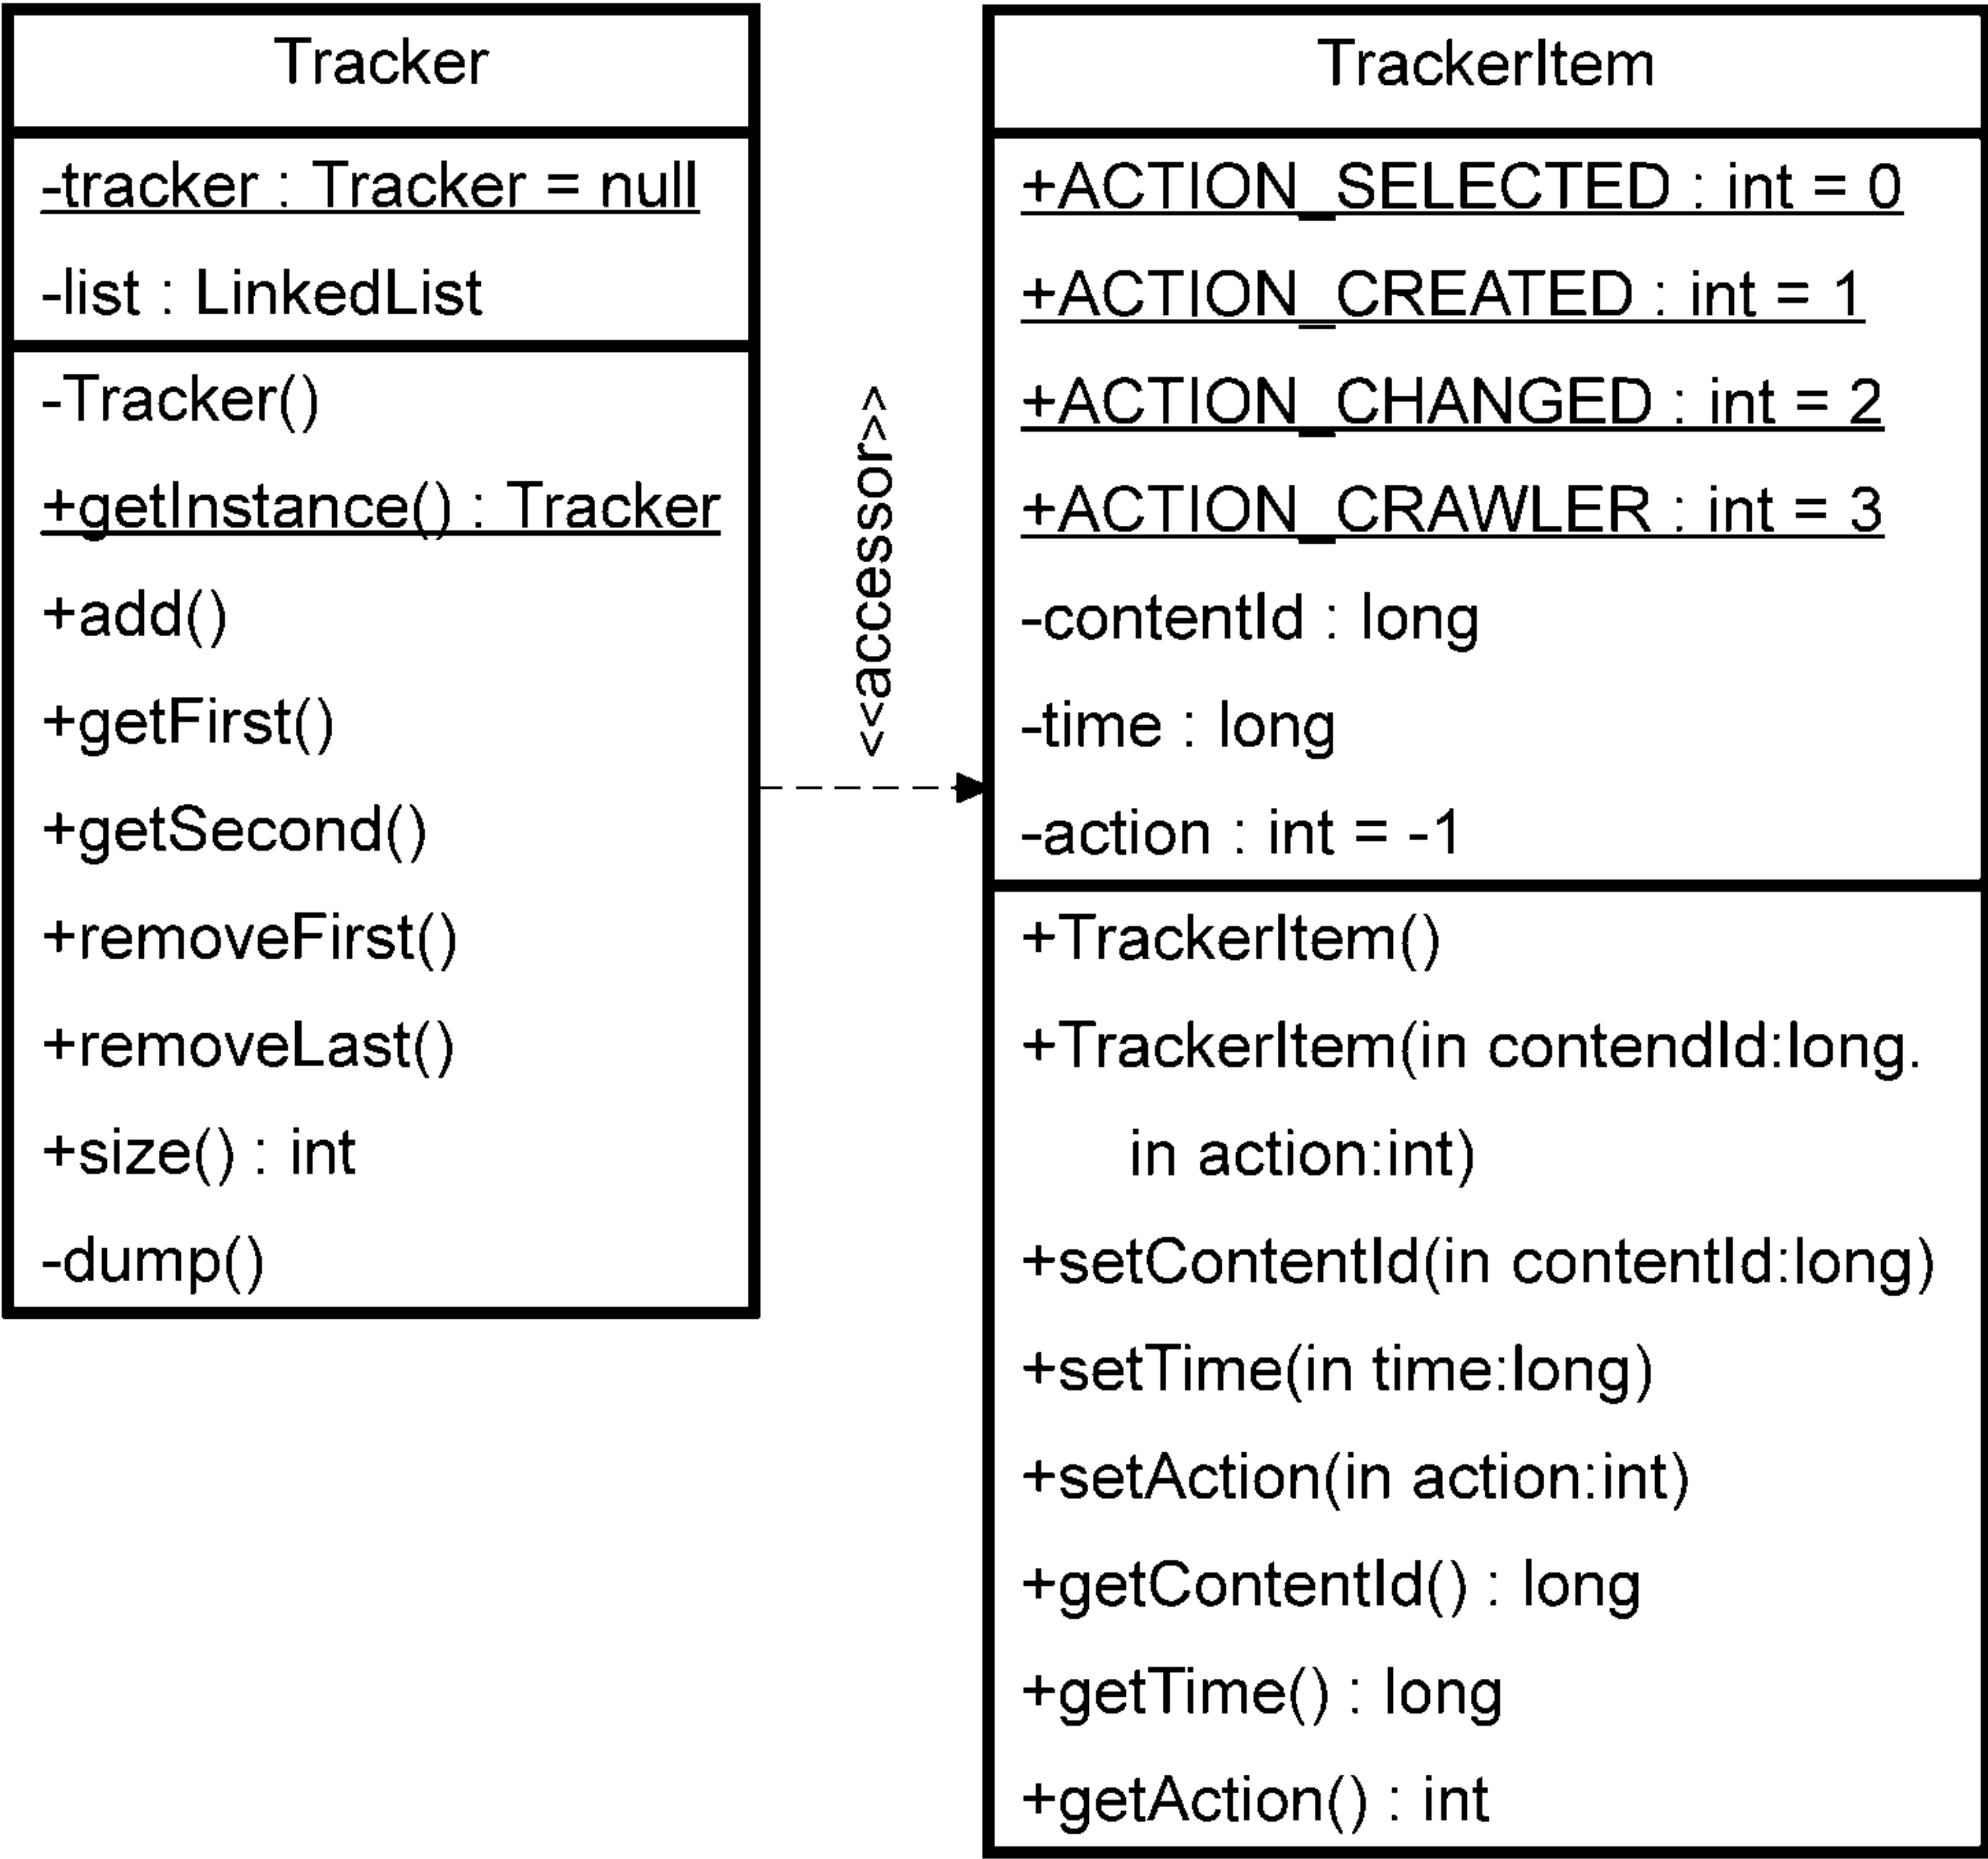 Tracker
-tracker : Tracker = null
-list : LinkedList
-Tracker()
+getInstance() : Tracker
+add()
+getFirst()
+getSecond()
+removeFirst()
+removeLast()
+size() : int
-dump()
<<accessor>>
TrackerItem
+ACTION_SELECTED : int = 0
+ACTION_CREATED : int = 1
+ACTION_CHANGED : int = 2
+ACTION_CRAWLER : int = 3
-contentId : long
-time : long
-action : int = -1
+TrackerItem()
+TrackerItem(in contendId:long.
in action:int)
+setContentId(in contentId:long)
+setTime(in time:long)
+setAction(in action:int)
+getContentId() : long
+getTime() : long
+getAction() : int